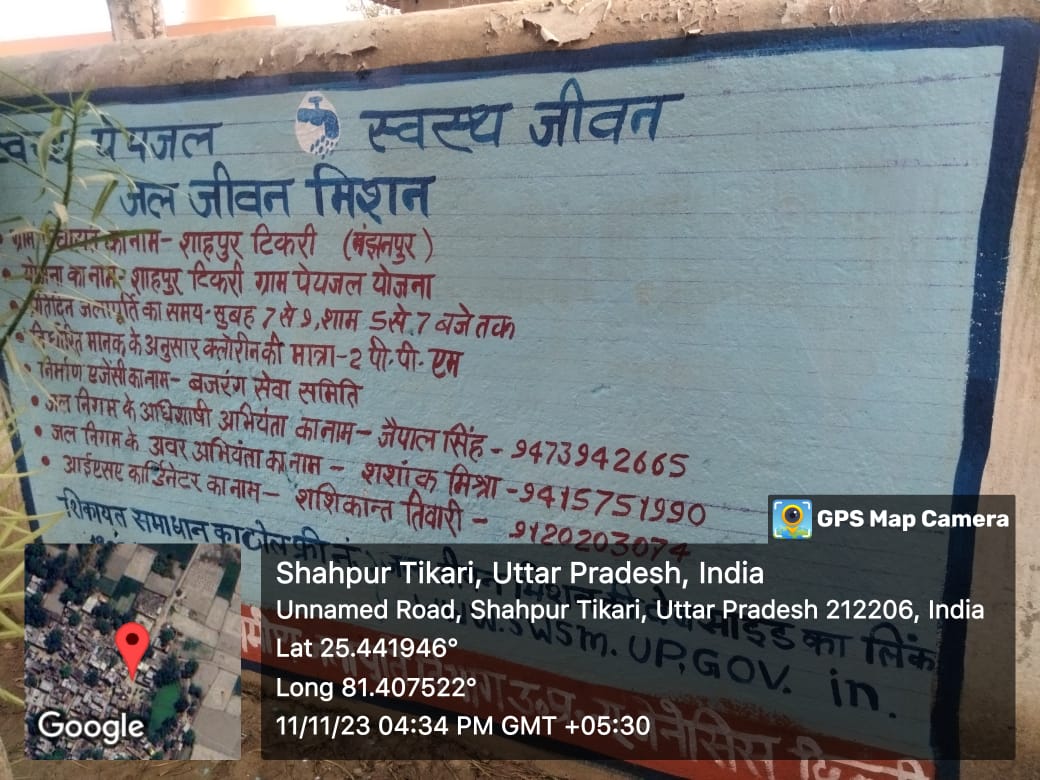 पेयजल स्वस्थ जीवन
जल जीवन मिशन
• ग्राम का नाम- शाहपुर टिकरी (मंझनपुर)
• योजना का नाम- शाहपुर टिकरी ग्राम पेयजल योजना
• प्रतिदिन जलापूर्ति का समय- सुबह 7 से 9, शाम 5 से 7 बजे तक
• निर्धारित मानक के अनुसार क्लोरीन की मात्रा- 2 पी.पी. एम
• निर्माण एजेंसी का नाम- बजरंग सेवा समिति
• जल निगम के अधिशाषी अभियंता का नाम- जैपाल सिंह - 9473942665
• जल निगम के अवर अभियंता का नाम - शशांक मिश्रा -9415751990
• आईएसए कार्डिनेटर का नाम- शशिकान्त तिवारी - 9120203074
शिकायत समाधान का टोल फ्री नं.
का लिंक
SWSM. UP.GOV. in.
GPS Map Camera
Shahpur Tikari, Uttar Pradesh, India
Unnamed Road, Shahpur Tikari, Uttar Pradesh 212206, India
Lat 25.441946°
Long 81.407522°
11/11/23 04:34 PM GMT +05:30
Google